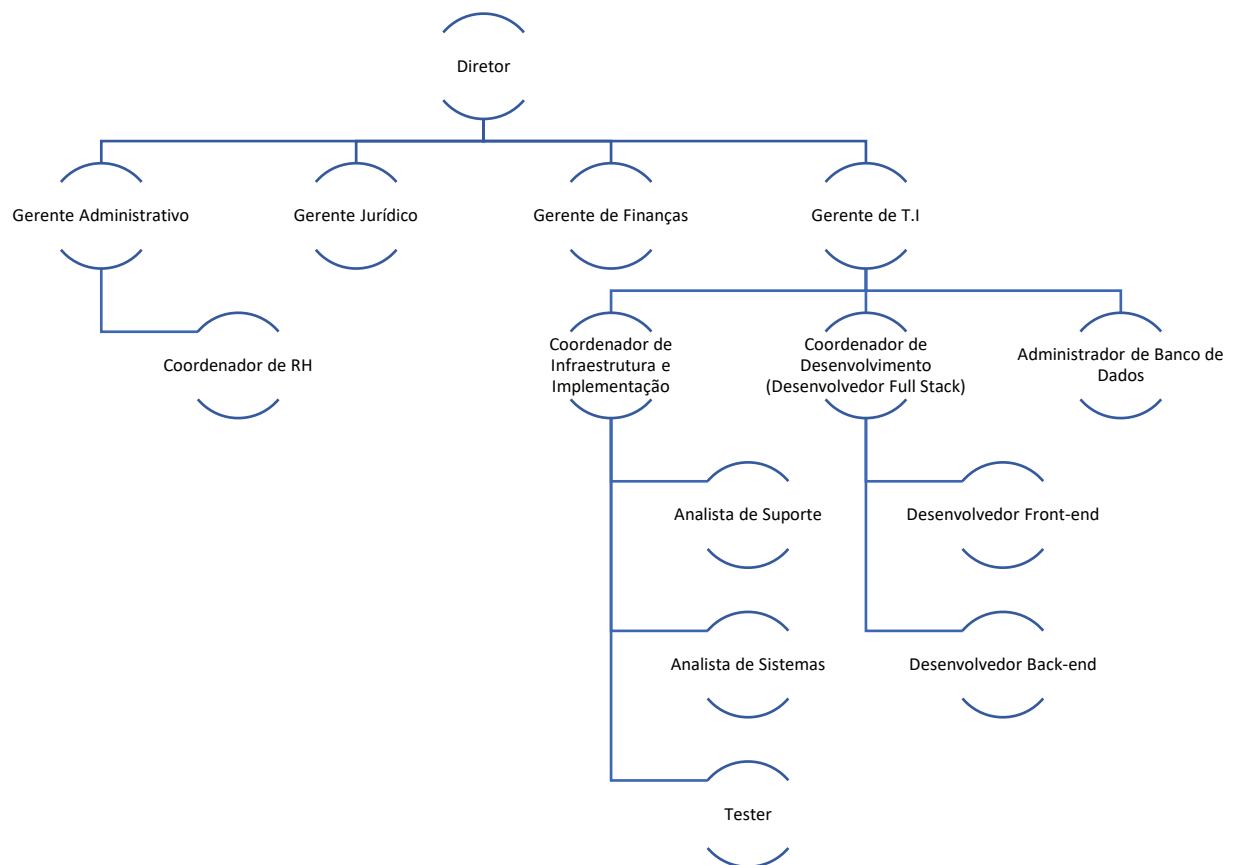 Diretor
Gerente Administrativo
Gerente Jurídico
Gerente de Finanças
Gerente de T.I
Coordenador de RH
Coordenador de
Infraestrutura e
Implementação
Coordenador de
Desenvolvimento
(Desenvolvedor Full Stack)
Administrador de Banco de
Dados
Analista de Suporte
Desenvolvedor Front-end
Analista de Sistemas
Desenvolvedor Back-end
Tester